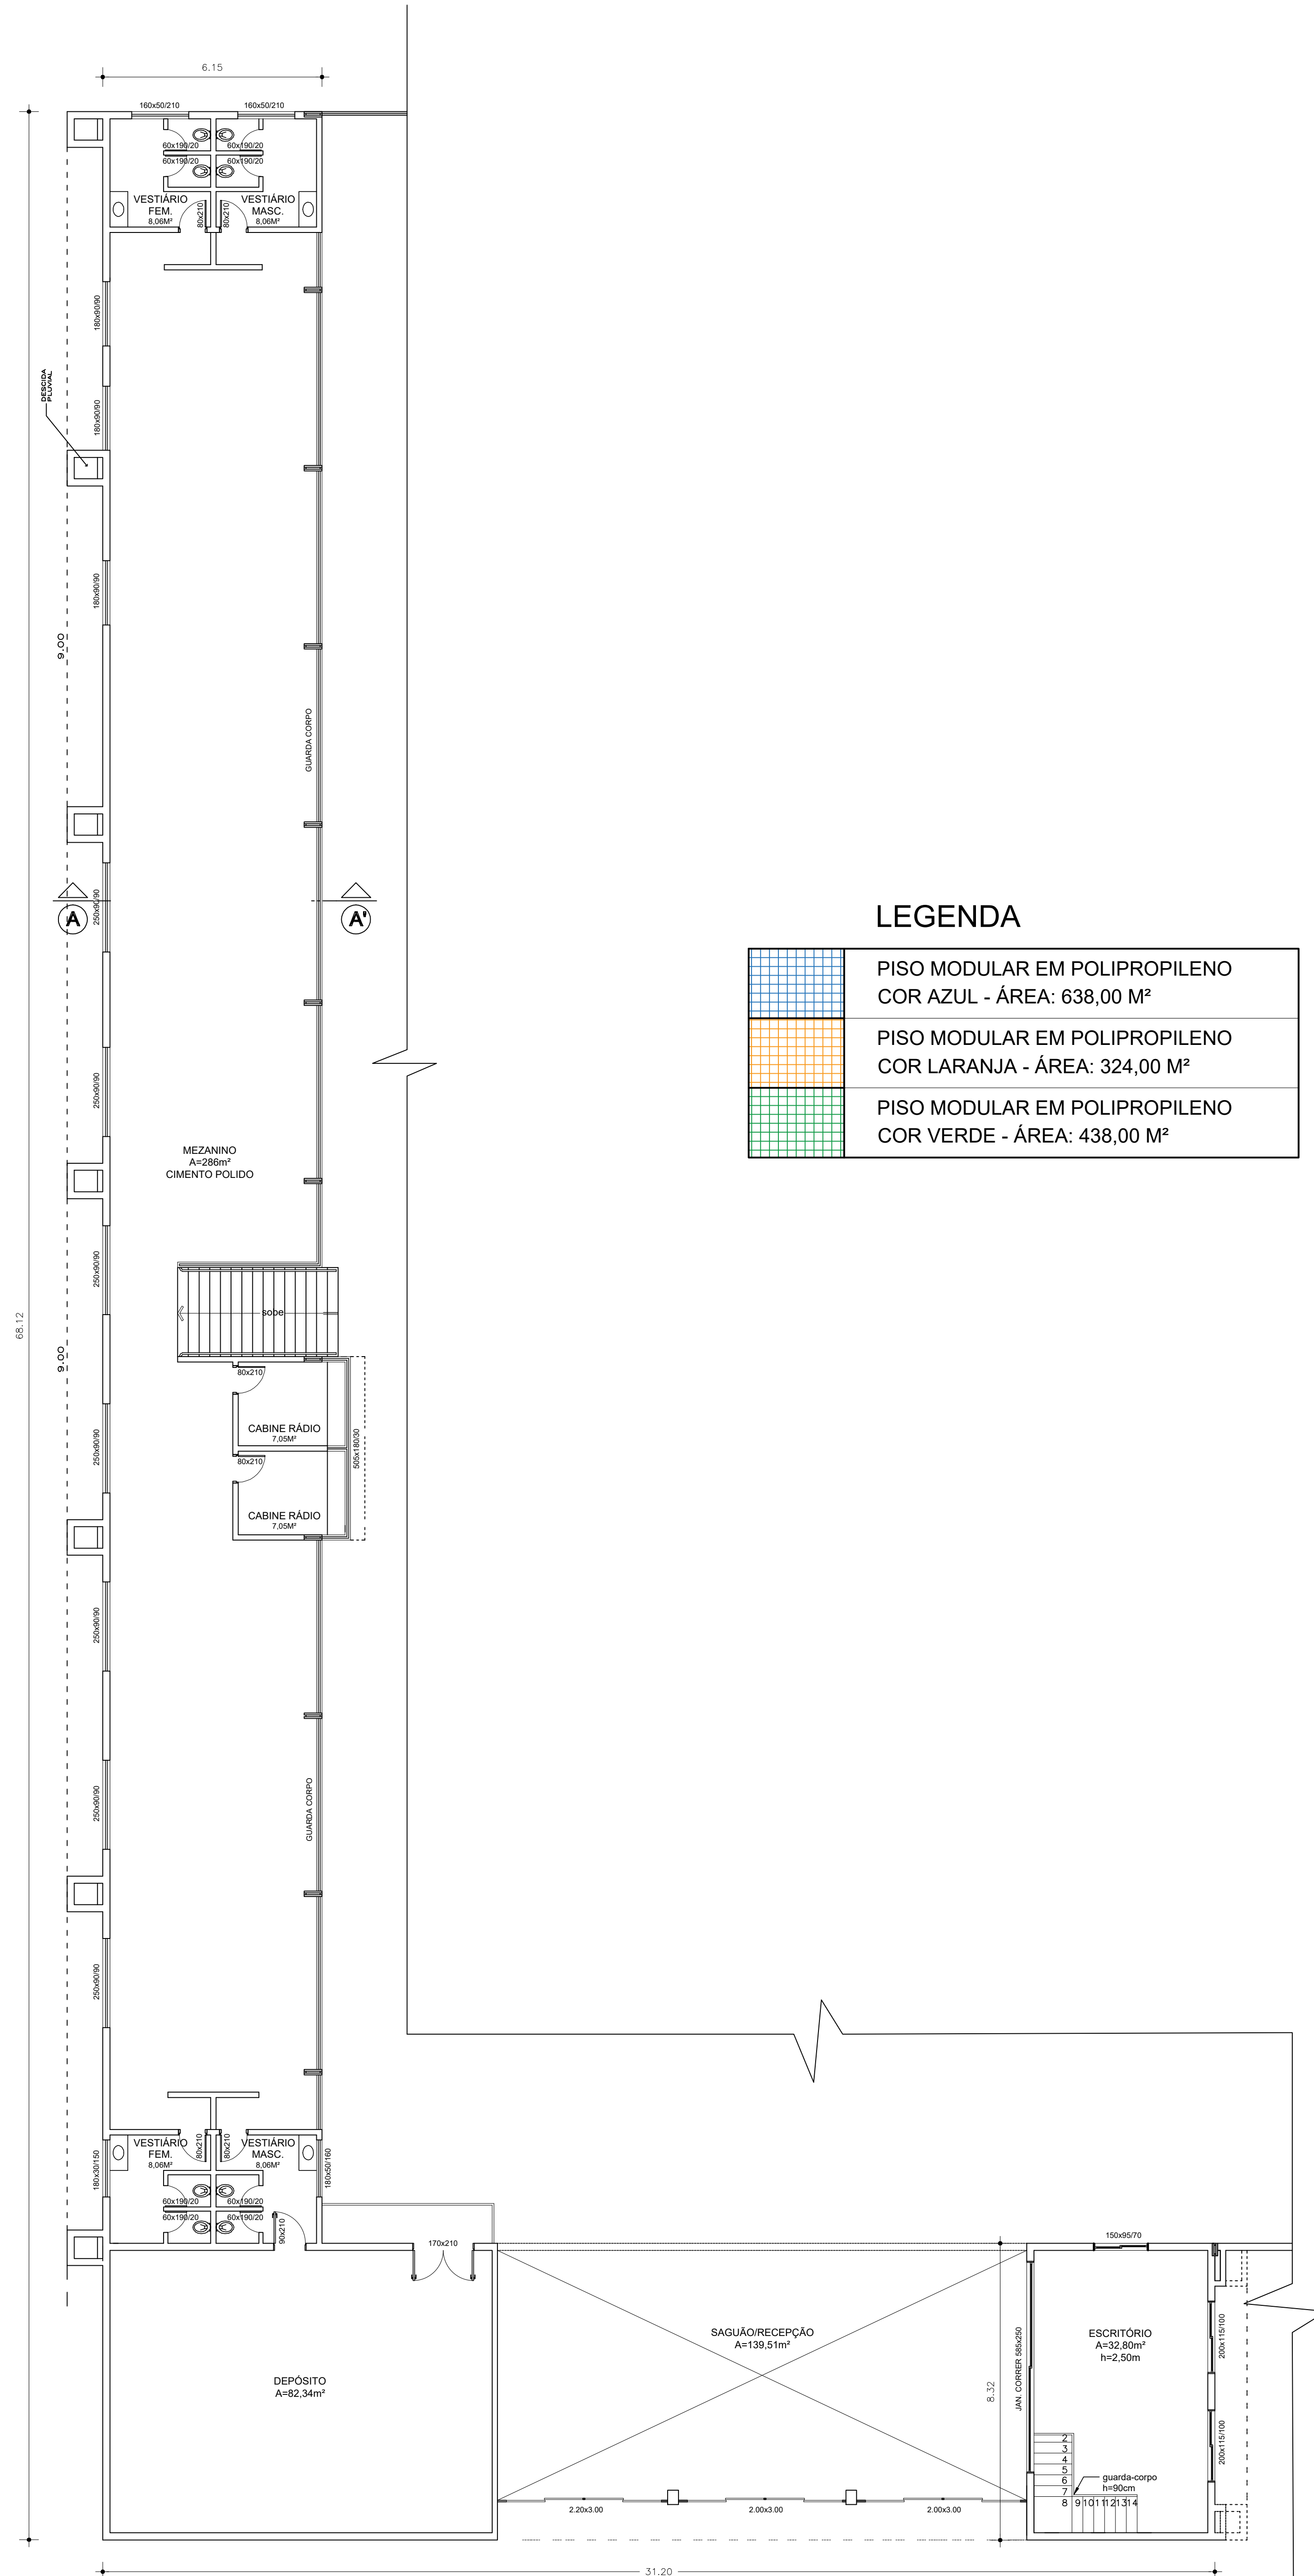 6.15
160x50/210
160x50/210
60x190/20
60x190/20
60x190/20
60x190/20
VESTIÁRIO
FEM.
8,06M²
VESTIÁRIO
MASC.
8,06M²
80x210
80x210
180x90/90
DESCIDA
PLUVIAL
180x90/90
180x90/90
9.00
GUARDA CORPO
A
250x90/90
A'
LEGENDA
PISO MODULAR EM POLIPROPILENO
COR AZUL - ÁREA: 638,00 M²
PISO MODULAR EM POLIPROPILENO
COR LARANJA - ÁREA: 324,00 M²
PISO MODULAR EM POLIPROPILENO
COR VERDE - ÁREA: 438,00 M²
250x90/90
MEZANINO
A=286m²
CIMENTO POLIDO
250x90/90
sobe
68.12
9.00
80x210
CABINE RÁDIO
7,05M²
250x90/90
505x180/30
80x210
CABINE RÁDIO
7,05M²
250x90/90
250x90/90
GUARDA CORPO
250x90/90
VESTIÁRIO
FEM.
8,06M²
VESTIÁRIO
MASC.
8,06M²
80x210
80x210
180x30/150
180x50/160
60x190/20
60x190/20
60x190/20
60x190/20
90x210
170x210
150x95/70
SAGUÃO/RECEPÇÃO
A=139,51m²
ESCRITÓRIO
A=32,80m²
h=2,50m
200x115/100
JAN. CORRER 585x250
DEPÓSITO
A=82,34m²
8.32
200x115/100
2
3
4
5
6
7
8 9 10 11 12 13 14
guarda-corpo
h=90cm
2.20x3.00
2.00x3.00
2.00x3.00
31.20